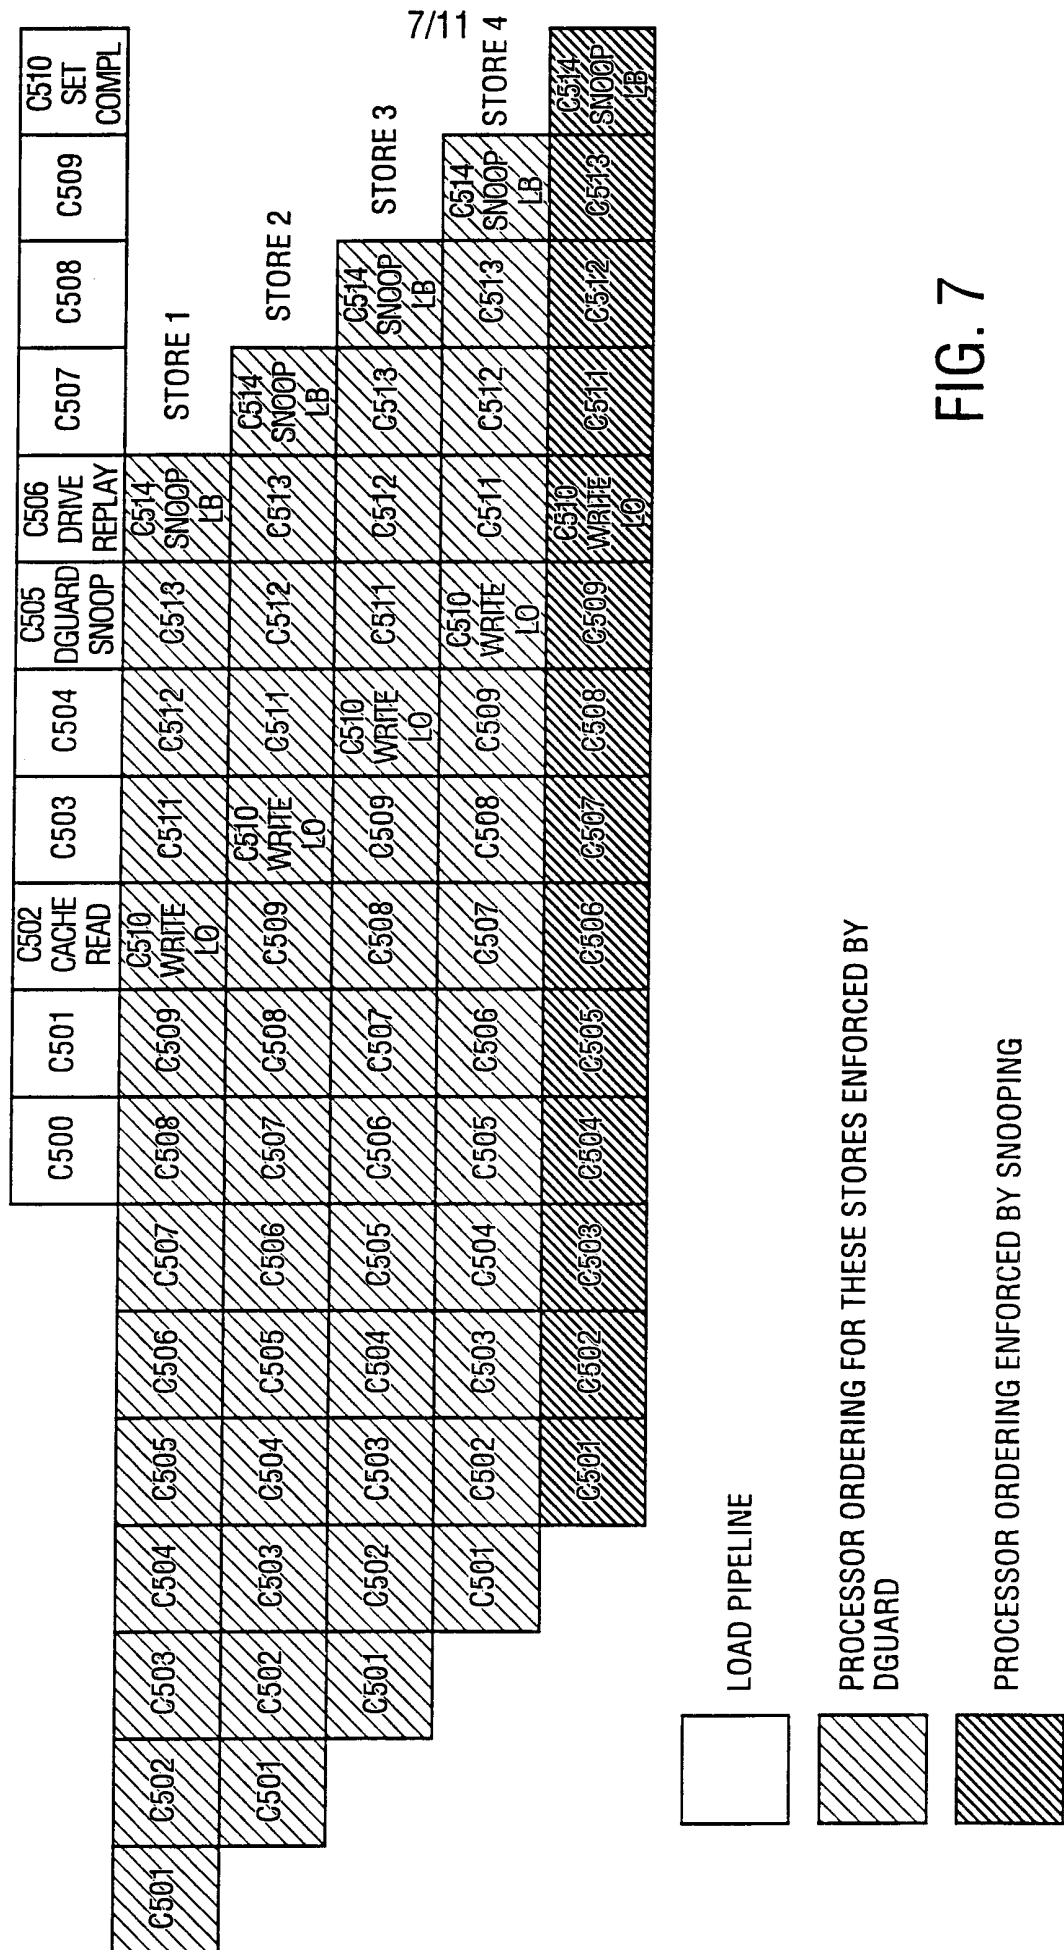 7/11
C500 C501 C502 C503 C504 C505 C506 C507 C508 C509 C510
CACHE READ
DGUARD SNOOP
DRIVE REPLAY
SET COMPL
C501 C502 C503 C504 C505 C506 C507 C508 C509 C510 C511 C512 C513 C514
WRITE LO
SNOOP LB
STORE 1
C501 C502 C503 C504 C505 C506 C507 C508 C509 C510 C511 C512 C513 C514
WRITE LO
SNOOP LB
STORE 2
C501 C502 C503 C504 C505 C506 C507 C508 C509 C510 C511 C512 C513 C514
WRITE LO
SNOOP LB
STORE 3
C501 C502 C503 C504 C505 C506 C507 C508 C509 C510 C511 C512 C513 C514
WRITE LO
SNOOP LB
STORE 4
C501 C502 C503 C504 C505 C506 C507 C508 C509 C510 C511 C512 C513 C514
WRITE LO
SNOOP LB
LOAD PIPELINE
PROCESSOR ORDERING FOR THESE STORES ENFORCED BY
DGUARD
PROCESSOR ORDERING ENFORCED BY SNOOPING
FIG. 7